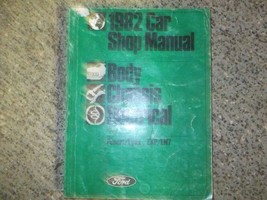 1982 Car
Shop Manual
Body
Chassis
Electrical
Ford